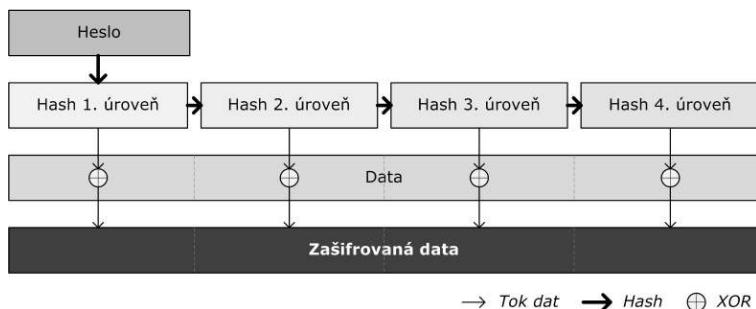 Heslo
Hash 1. úroveň
Hash 2. úroveň
Hash 3. úroveň
Hash 4. úroveň
Data
Zašifrovaná data
Tok dat
Hash
XOR